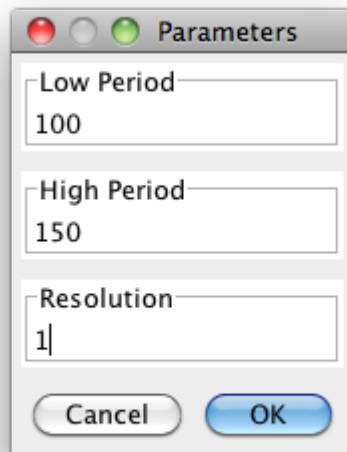 Parameters
Low Period
100
High Period
150
Resolution
1
Cancel OK